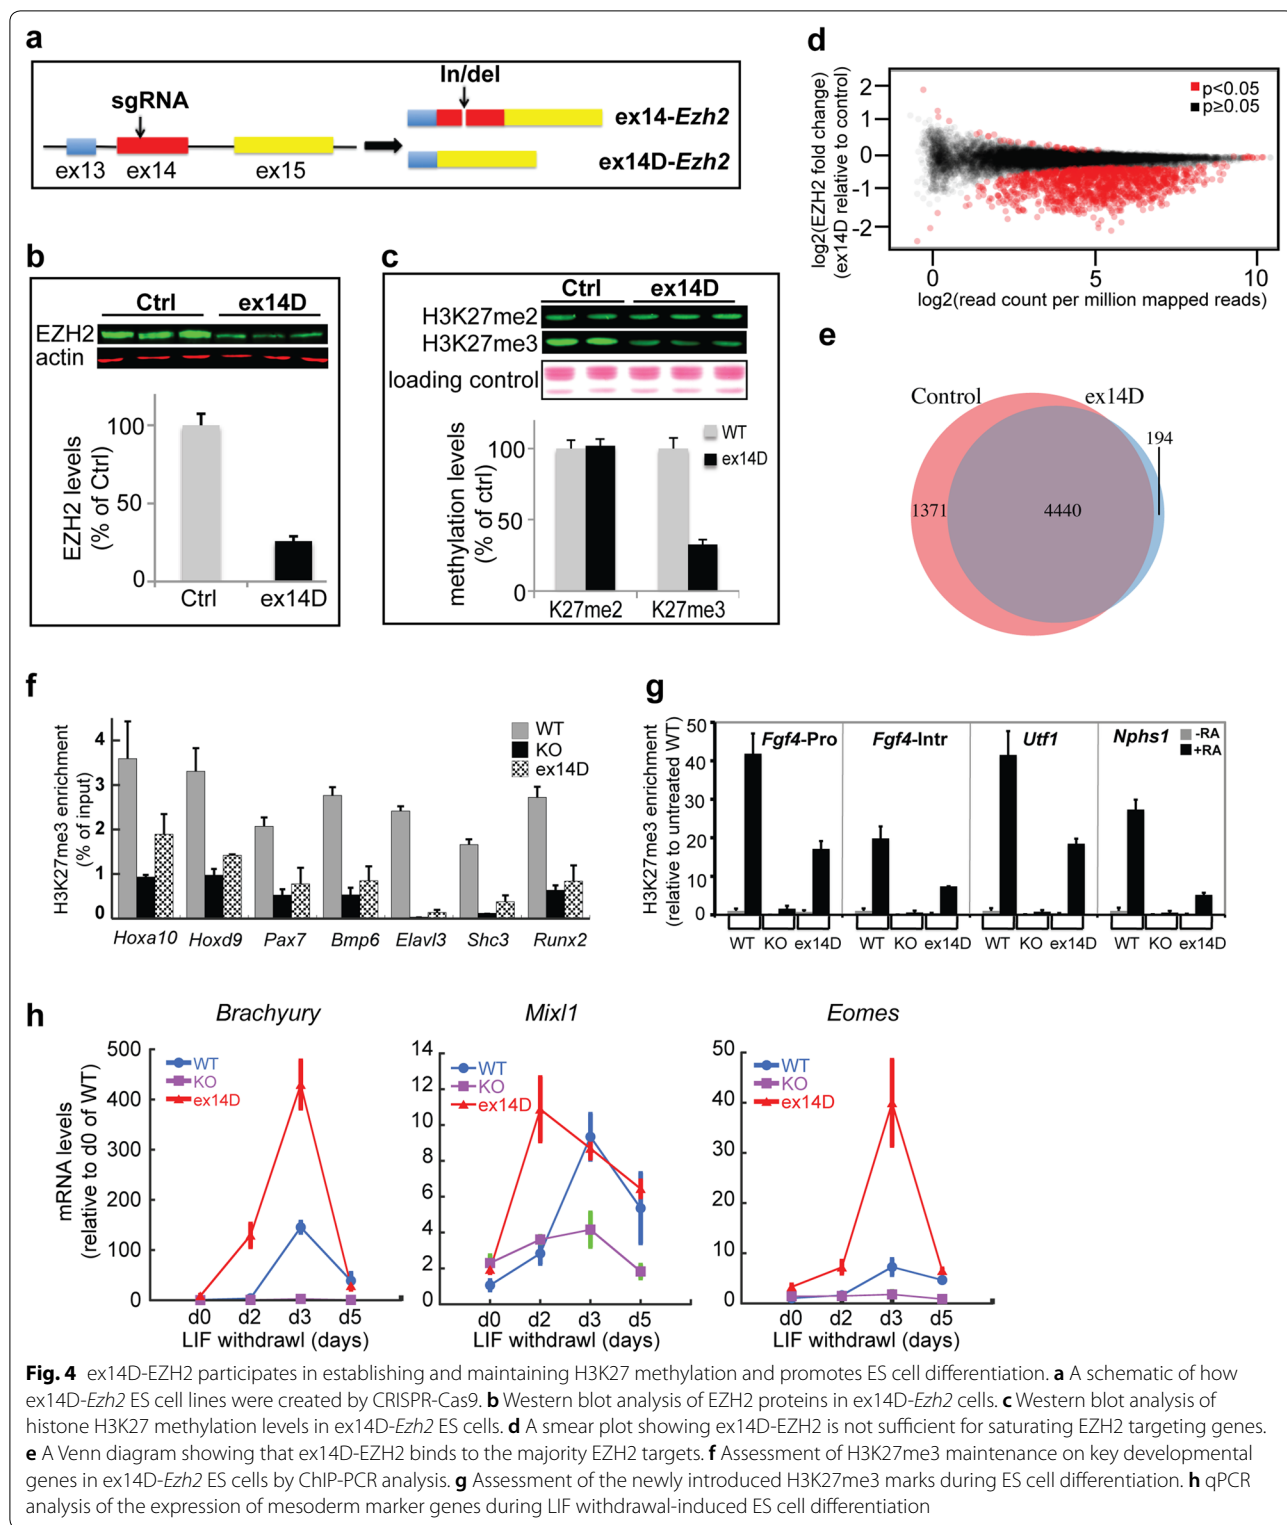 a
sgRNA
ex13 ex14 ex15
In/del
ex14-Ezh2
ex14D-Ezh2
b
Ctrl ex14D
EZH2
actin
EZH2 levels
(% of Ctrl)
100
50
0
Ctrl ex14D
c
Ctrl ex14D
H3K27me2
H3K27me3
loading control
methylation levels
(% of ctrl)
100
50
0
WT
ex14D
K27me2 K27me3
d
log2(EZH2 fold change)
(ex14D relative to control)
2
1
0
-1
-2
p<0.05
p≥0.05
0 5 10
log2(read count per million mapped reads)
e
Control ex14D
194
1371 4440
f
H3K27me3 enrichment
(% of input)
4
3
2
1
0
WT
KO
ex14D
Hoxa10 Hoxd9 Pax7 Bmp6 Elavl3 Shc3 Runx2
g
H3K27me3 enrichment
(relative to untreated WT)
50
40
30
20
10
0
Fgf4-Pro Fgf4-Intr Utf1 Nphs1
-RA
+RA
WT KO ex14D WT KO ex14D WT KO ex14D WT KO ex14D
h
Brachyury
mRNA levels
(relative to d0 of WT)
500
400
300
200
100
0
WT
KO
ex14D
d0 d2 d3 d5
LIF withdrawl (days)
Mixl1
14
12
10
8
6
4
2
0
WT
KO
ex14D
d0 d2 d3 d5
LIF withdrawl (days)
Eomes
50
40
30
20
10
0
WT
KO
ex14D
d0 d2 d3 d5
LIF withdrawl (days)
Fig. 4 ex14D-EZH2 participates in establishing and maintaining H3K27 methylation and promotes ES cell differentiation. a A schematic of how
ex14D-Ezh2 ES cell lines were created by CRISPR-Cas9. b Western blot analysis of EZH2 proteins in ex14D-Ezh2 cells. c Western blot analysis of
histone H3K27 methylation levels in ex14D-Ezh2 ES cells. d A smear plot showing ex14D-EZH2 is not sufficient for saturating EZH2 targeting genes.
e A Venn diagram showing that ex14D-EZH2 binds to the majority EZH2 targets. f Assessment of H3K27me3 maintenance on key developmental
genes in ex14D-Ezh2 ES cells by ChIP-PCR analysis. g Assessment of the newly introduced H3K27me3 marks during ES cell differentiation. h qPCR
analysis of the expression of mesoderm marker genes during LIF withdrawal-induced ES cell differentiation